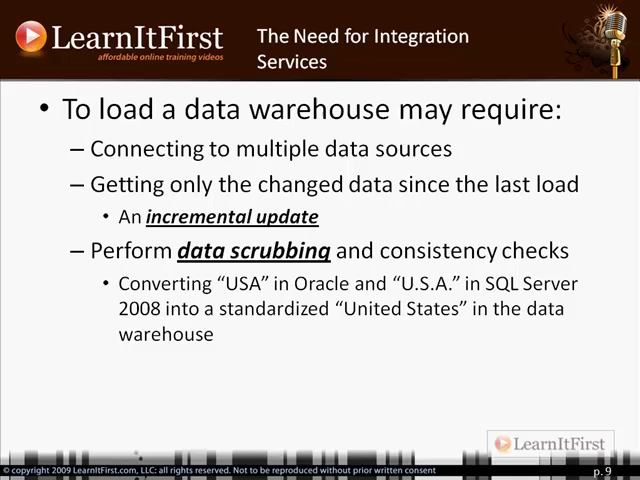 LearnItFirst
affordable online training videos
The Need for Integration
Services
• To load a data warehouse may require:
– Connecting to multiple data sources
– Getting only the changed data since the last load
• An incremental update
– Perform data scrubbing and consistency checks
• Converting “USA” in Oracle and “U.S.A.” in SQL Server
2008 into a standardized “United States” in the data
warehouse
LearnItFirst
© copyright 2009 LearnItFirst.com, LLC: all rights reserved. Not to be reproduced without prior written consent
p. 9